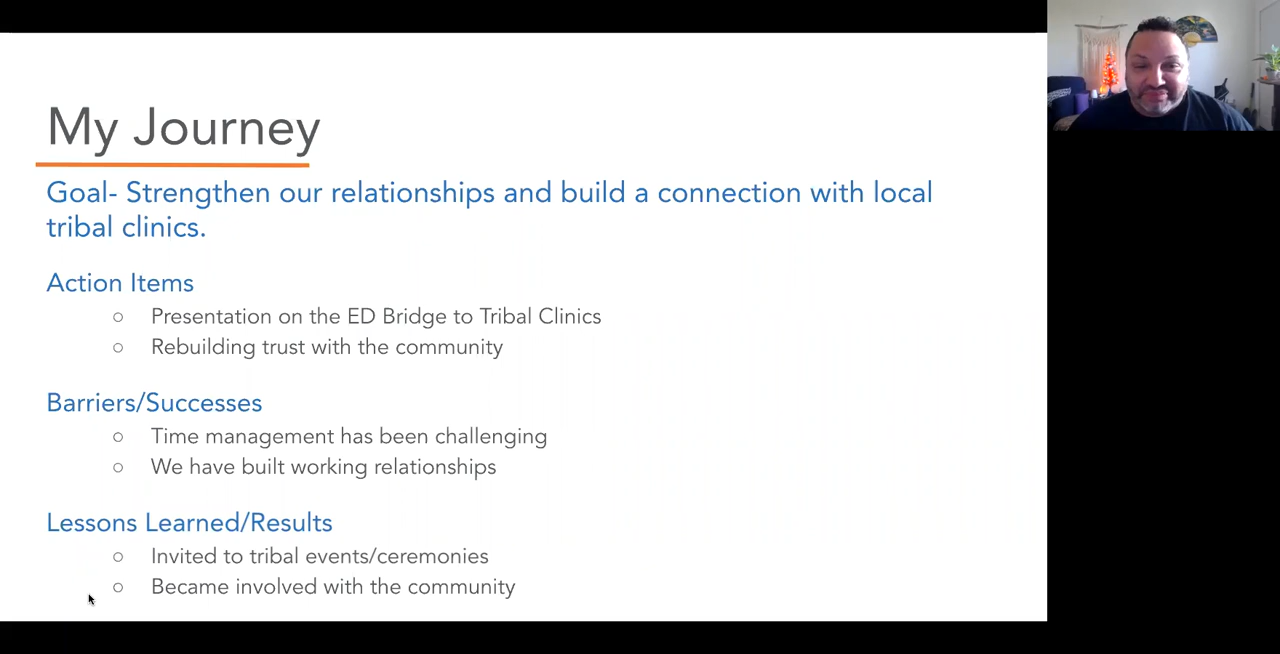 My Journey
Goal- Strengthen our relationships and build a connection with local
tribal clinics.
Action Items
○ Presentation on the ED Bridge to Tribal Clinics
○ Rebuilding trust with the community
Barriers/Successes
○ Time management has been challenging
○ We have built working relationships
Lessons Learned/Results
○ Invited to tribal events/ceremonies
○ Became involved with the community